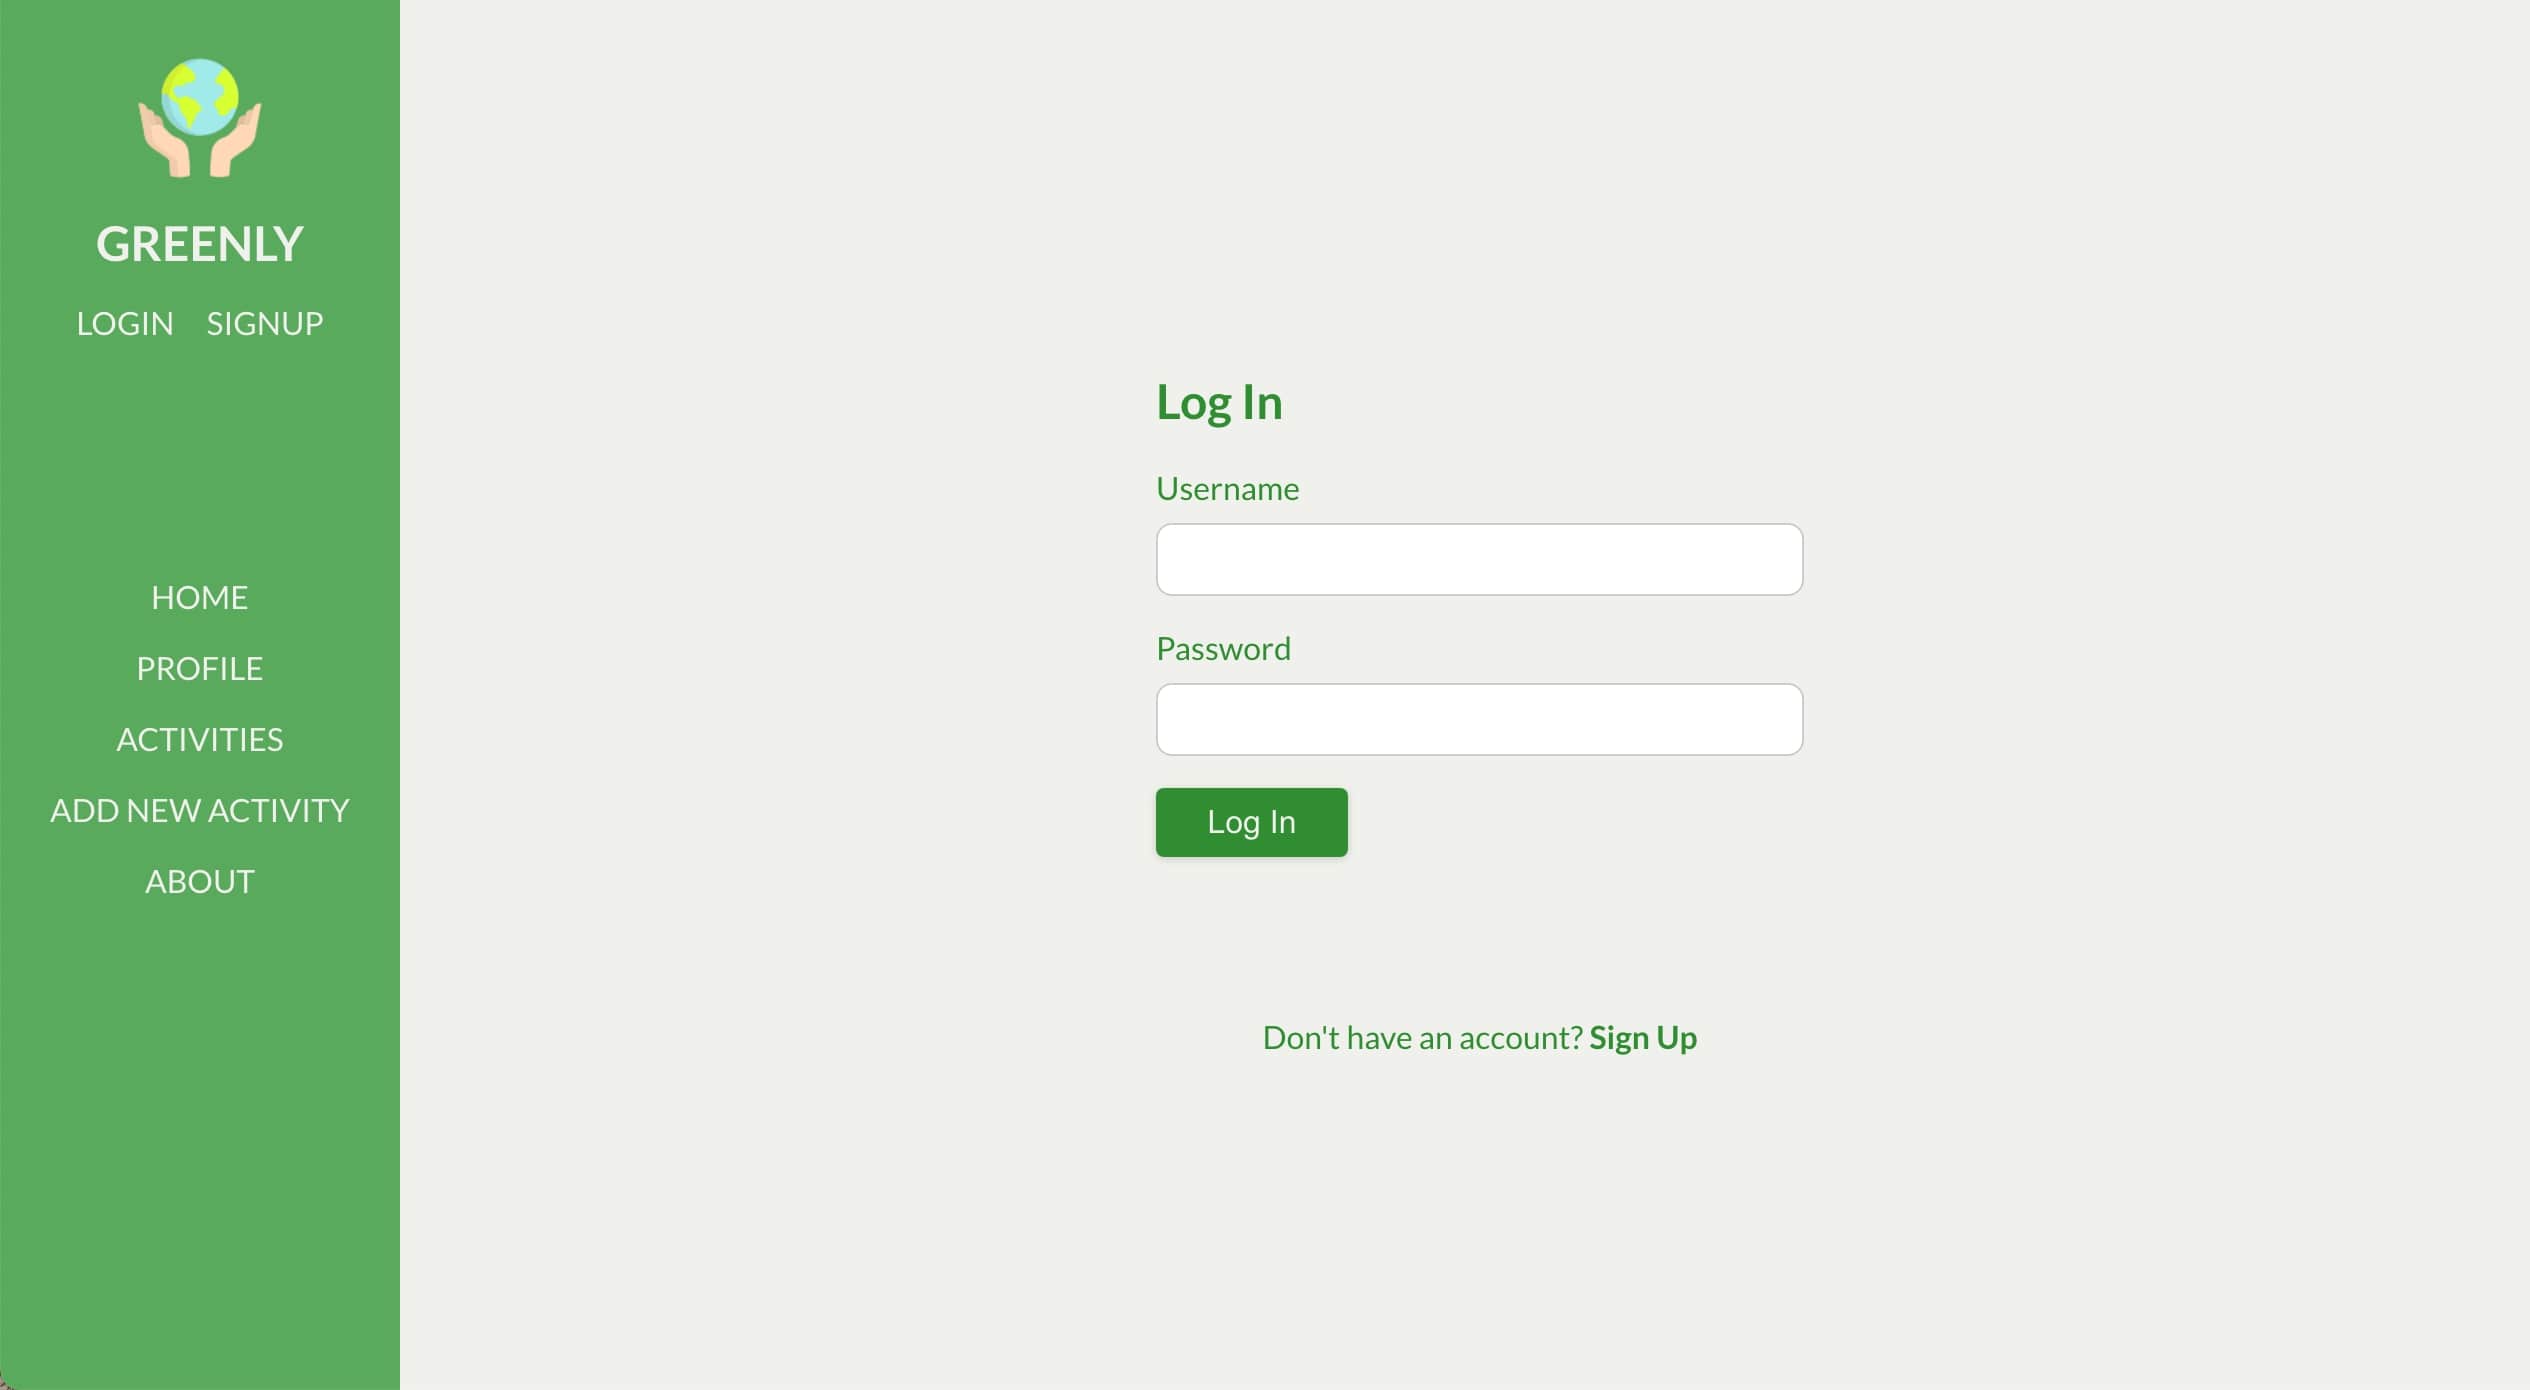 GREENLY
LOGIN SIGNUP
HOME
PROFILE
ACTIVITIES
ADD NEW ACTIVITY
ABOUT
Log In
Username
Password
Log In
Don't have an account? Sign Up